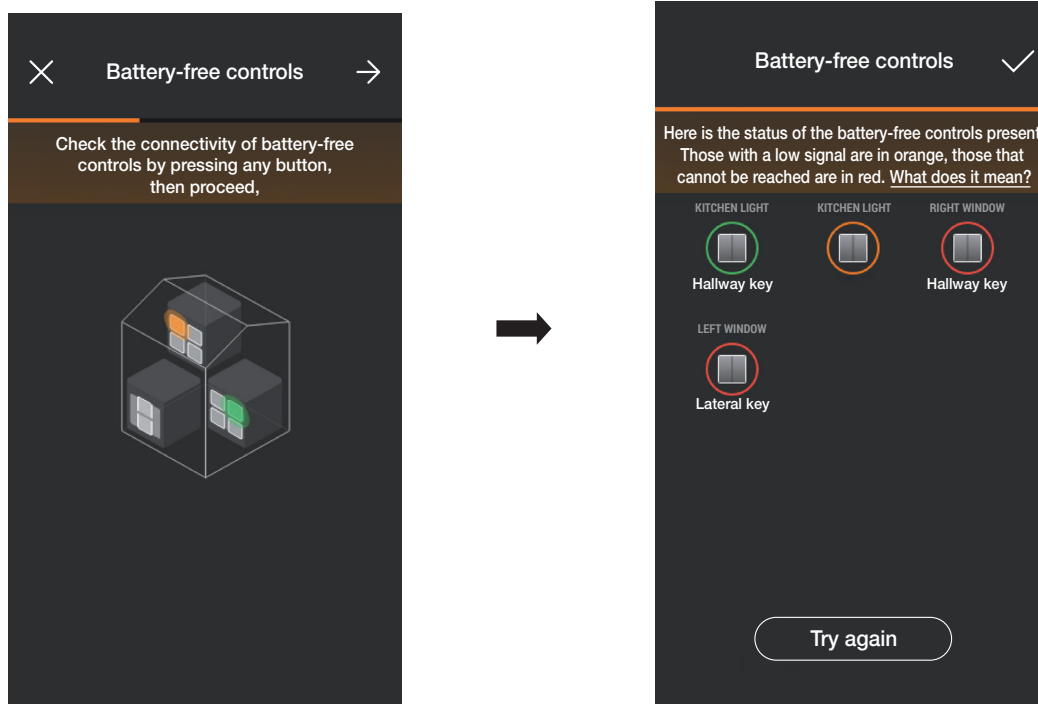 Battery-free controls
Check the connectivity of battery-free
controls by pressing any button,
then proceed,
Battery-free controls
Here is the status of the battery-free controls present
Those with a low signal are in orange, those that
cannot be reached are in red. What does it mean?
KITCHEN LIGHT
KITCHEN LIGHT
RIGHT WINDOW
Hallway key
Hallway key
LEFT WINDOW
Lateral key
Try again